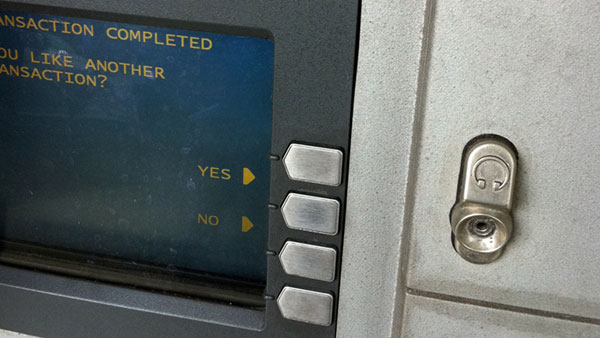 ANSACTION COMPLETED
OU LIKE ANOTHER
ANSACTION?
YES
NO